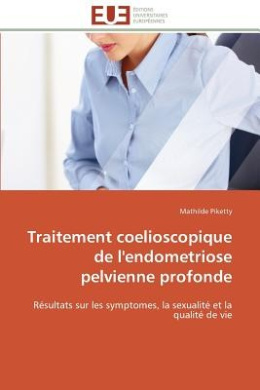 EUE
ÉDITIONS
UNIVERSITAIRES
EUROPÉENNES
Mathilde Piketty
Traitement coelioscopique
de l'endometriose
pelvienne profonde
Résultats sur les symptomes, la sexualité et la
qualité de vie